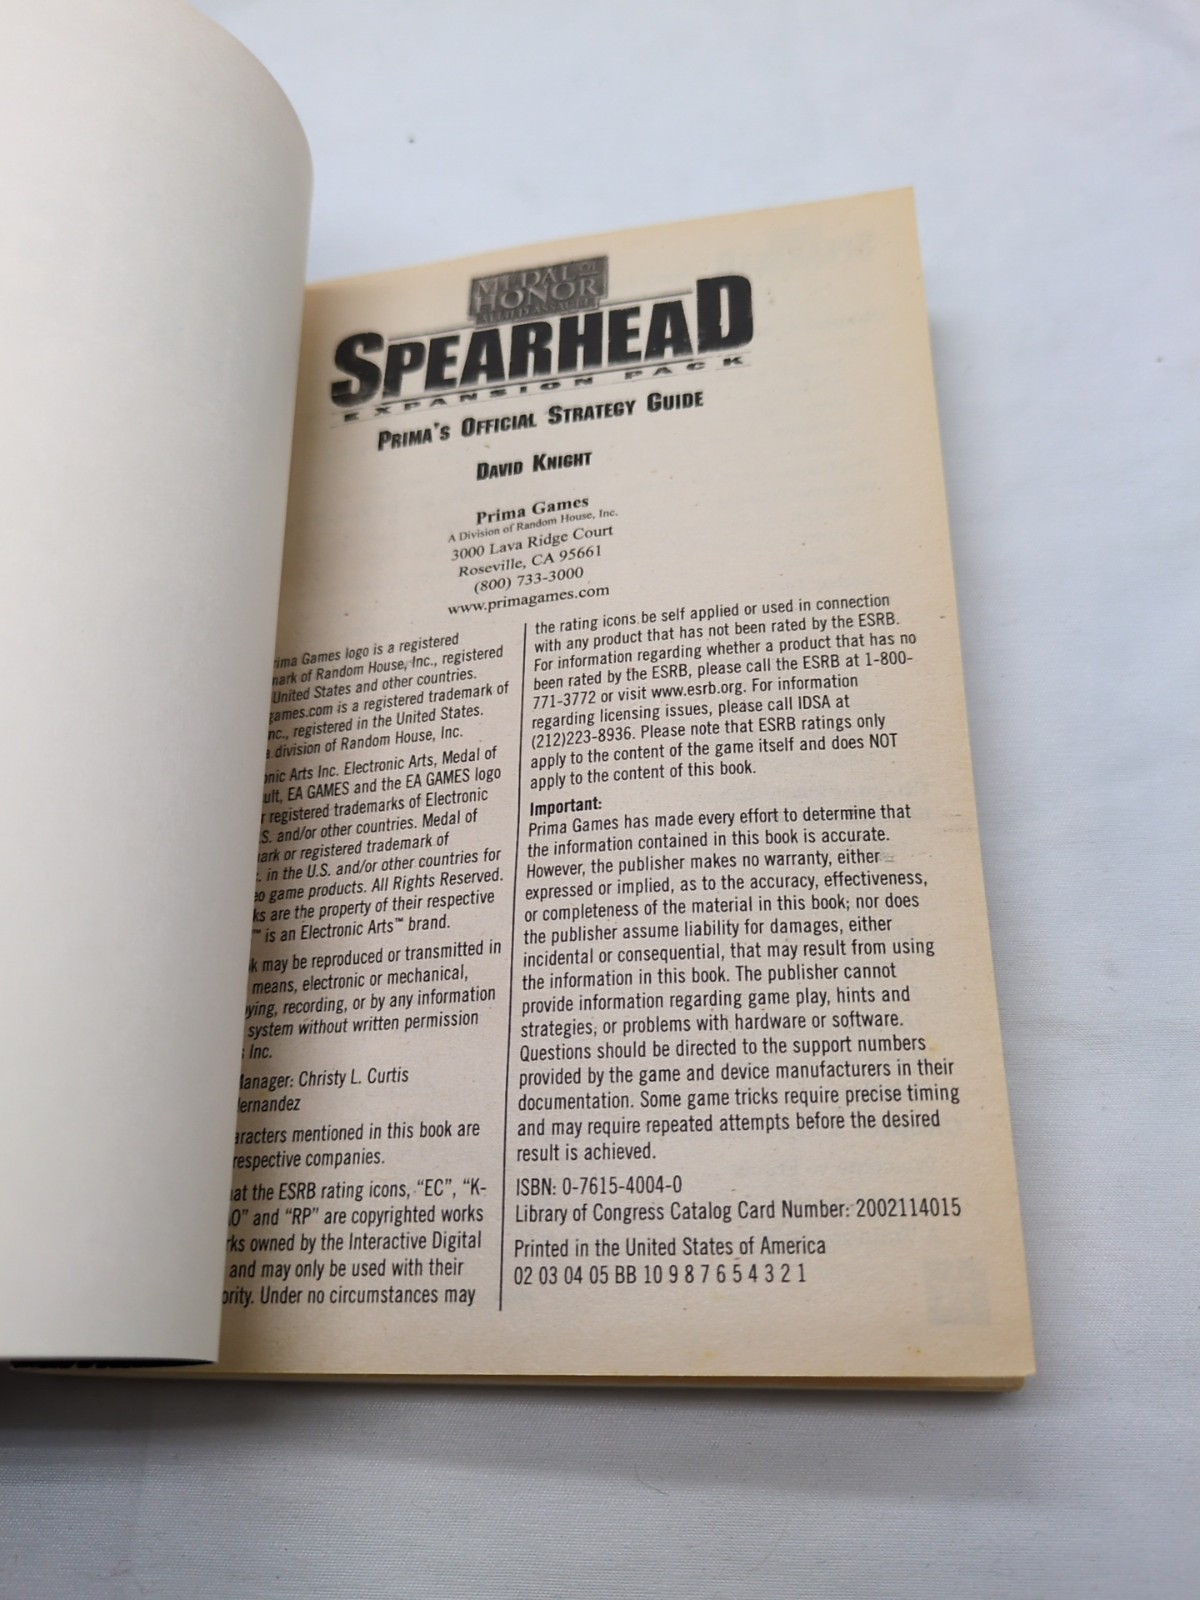 MEDAL OF
HONOR
ALLIED ASSAULT
SPEARHEAD
EXPANSION PACK
PRIMA'S OFFICIAL STRATEGY GUIDE
DAVID KNIGHT
Prima Games
A Division of Random House, Inc.
3000 Lava Ridge Court
Roseville, CA 95661
(800) 733-3000
www.primagames.com
Games logo is a registered
of Random House, Inc., registered
United States and other countries.
is a registered trademark of
registered in the United States.
division of Random House, Inc.
Arts Inc. Electronic Arts, Medal of
EA GAMES and the EA GAMES logo
registered trademarks of Electronic
and/or other countries. Medal of
or registered trademark of
in the U.S. and/or other countries for
game products. All Rights Reserved.
are the property of their respective
™ is an Electronic Arts™ brand.
may be reproduced or transmitted in
means, electronic or mechanical,
recording, or by any information
system without written permission
Inc.
Christy L. Curtis
mentioned in this book are
respective companies.
at the ESRB rating icons, "EC", "K-
" and "RP" are copyrighted works
owned by the Interactive Digital
and may only be used with their
Under no circumstances may
the rating icons be self applied or used in connection
with any product that has not been rated by the ESRB.
For information regarding whether a product that has no
been rated by the ESRB, please call the ESRB at 1-800-
771-3772 or visit www.esrb.org. For information
regarding licensing issues, please call IDSA at
(212)223-8936. Please note that ESRB ratings only
apply to the content of the game itself and does NOT
apply to the content of this book.
Important:
Prima Games has made every effort to determine that
the information contained in this book is accurate.
However, the publisher makes no warranty, either
expressed or implied, as to the accuracy, effectiveness,
or completeness of the material in this book; nor does
the publisher assume liability for damages, either
incidental or consequential, that may result from using
the information in this book. The publisher cannot
provide information regarding game play, hints and
strategies, or problems with hardware or software.
Questions should be directed to the support numbers
provided by the game and device manufacturers in their
documentation. Some game tricks require precise timing
and may require repeated attempts before the desired
result is achieved.
ISBN: 0-7615-4004-0
Library of Congress Catalog Card Number: 2002114015
Printed in the United States of America
02 03 04 05 BB 10 9 8 7 6 5 4 3 2 1